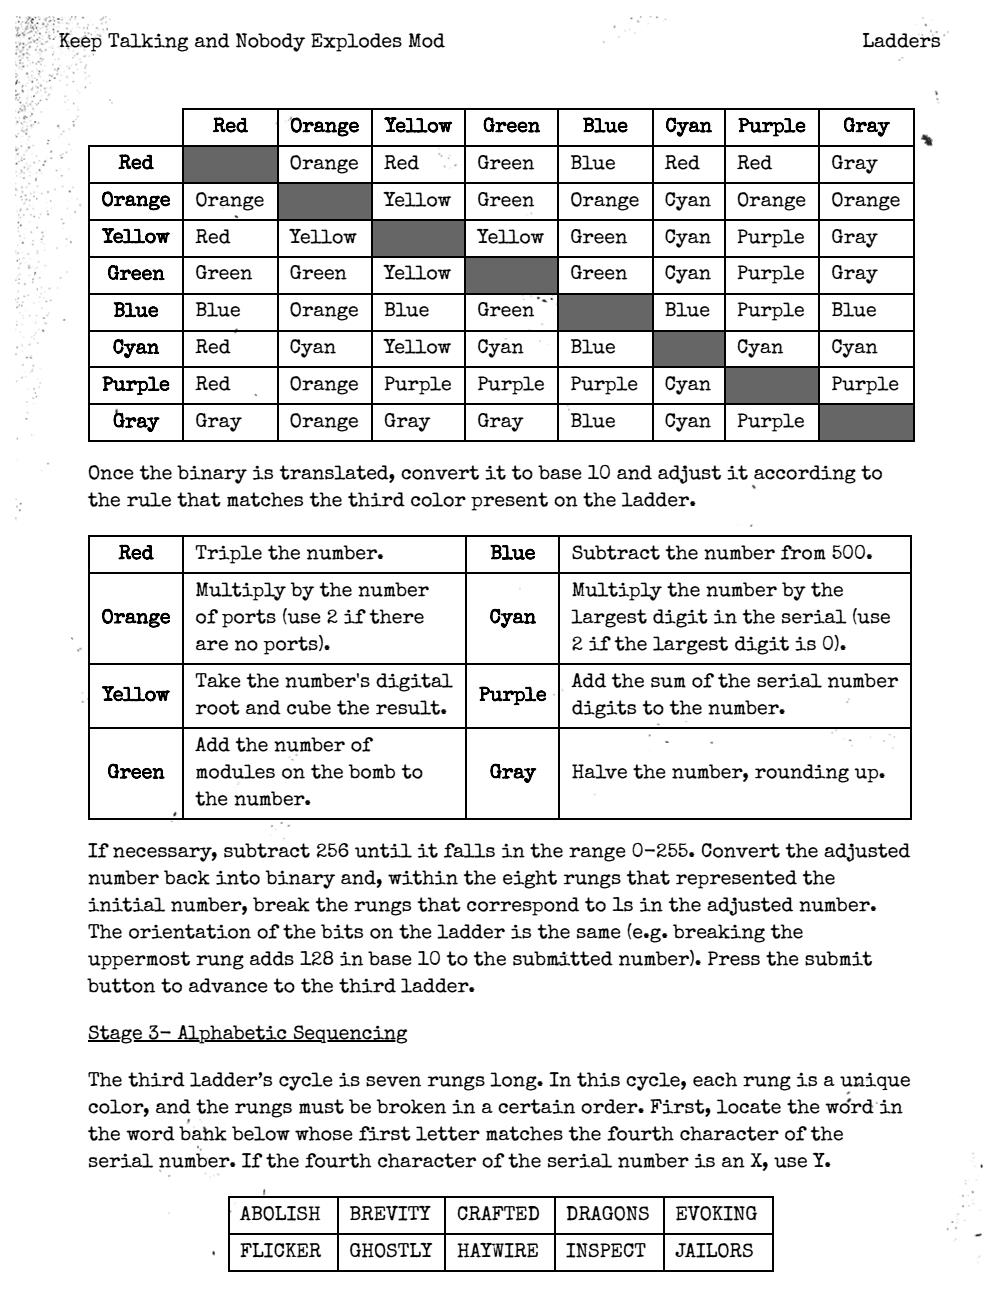 Keep Talking and Nobody Explodes Mod Ladders
Red Orange Yellow Green Blue Cyan Purple Gray
Red Orange Red Green Blue Red Red Gray
Orange Orange Yellow Green Orange Cyan Orange Orange
Yellow Red Yellow Yellow Green Cyan Purple Gray
Green Green Green Yellow Green Cyan Purple Gray
Blue Blue Orange Blue Green Blue Purple Blue
Cyan Red Cyan Yellow Cyan Blue Cyan Cyan
Purple Red Orange Purple Purple Purple Cyan Purple
Gray Gray Orange Gray Gray Blue Cyan Purple
Once the binary is translated, convert it to base 10 and adjust it according to
the rule that matches the third color present on the ladder.
Red Triple the number. Blue Subtract the number from 500.
Orange
Multiply by the number
of ports (use 2 if there
are no ports).
Cyan
Multiply the number by the
largest digit in the serial (use
2 if the largest digit is 0).
Yellow
Take the number's digital
root and cube the result.
Purple
Add the sum of the serial number
digits to the number.
Green
Add the number of
modules on the bomb to
the number.
Gray Halve the number, rounding up.
If necessary, subtract 256 until it falls in the range 0-255. Convert the adjusted
number back into binary and, within the eight rungs that represented the
initial number, break the rungs that correspond to 1s in the adjusted number.
The orientation of the bits on the ladder is the same (e.g. breaking the
uppermost rung adds 128 in base 10 to the submitted number). Press the submit
button to advance to the third ladder.
Stage 3- Alphabetic Sequencing
The third ladder's cycle is seven rungs long. In this cycle, each rung is a unique
color, and the rungs must be broken in a certain order. First, locate the word in
the word bank below whose first letter matches the fourth character of the
serial number. If the fourth character of the serial number is an X, use Y.
ABOLISH BREVITY CRAFTED DRAGONS EVOKING
FLICKER GHOSTLY HAYWIRE INSPECT JAILORS